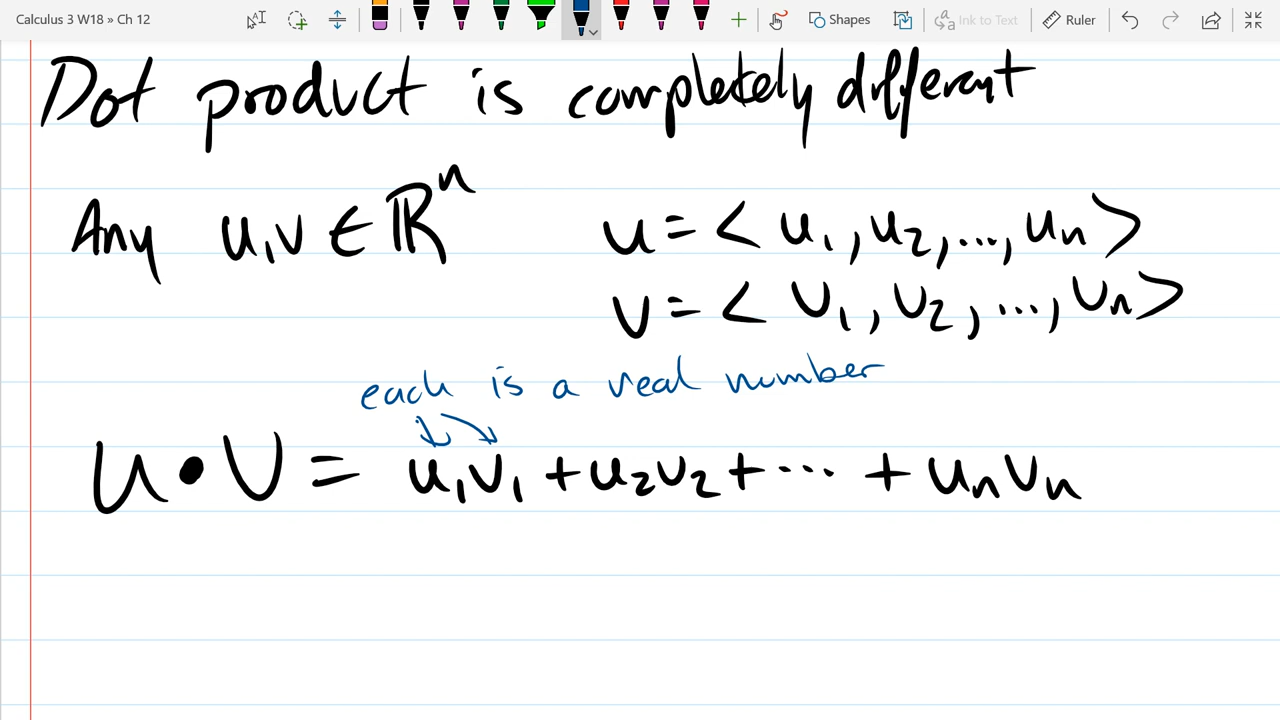 Calculus 3 W18 » Ch 12
Shapes
Ink to Text
Ruler
Dot product is completely different
Any u,v ∈ ℝⁿ u = < u₁, u₂, ..., uₙ >
v = < v₁, v₂, ..., vₙ >
each is a real number
u • v = u₁v₁ + u₂v₂ + ... + uₙvₙ